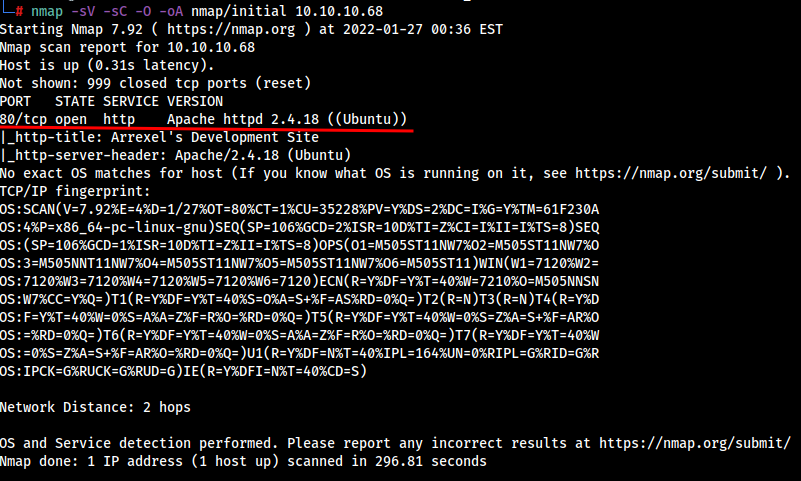 └─# nmap -sV -sC -O -oA nmap/initial 10.10.10.68
Starting Nmap 7.92 ( https://nmap.org ) at 2022-01-27 00:36 EST
Nmap scan report for 10.10.10.68
Host is up (0.31s latency).
Not shown: 999 closed tcp ports (reset)
PORT   STATE SERVICE VERSION
80/tcp open  http    Apache httpd 2.4.18 ((Ubuntu))
|_http-title: Arrexel's Development Site
|_http-server-header: Apache/2.4.18 (Ubuntu)
No exact OS matches for host (If you know what OS is running on it, see https://nmap.org/submit/ ).
TCP/IP fingerprint:
OS:SCAN(V=7.92%E=4%D=1/27%OT=80%CT=1%CU=35228%PV=Y%DS=2%DC=I%G=Y%TM=61F230A
OS:4%P=x86_64-pc-linux-gnu)SEQ(SP=106%GCD=2%ISR=10D%TI=Z%CI=I%II=I%TS=8)SEQ
OS:(SP=106%GCD=1%ISR=10D%TI=Z%II=I%TS=8)OPS(O1=M505ST11NW7%O2=M505ST11NW7%O
OS:3=M505NNT11NW7%O4=M505ST11NW7%O5=M505ST11NW7%O6=M505ST11)WIN(W1=7120%W2=
OS:7120%W3=7120%W4=7120%W5=7120%W6=7120)ECN(R=Y%DF=Y%T=40%W=7210%O=M505NNSN
OS:W7%CC=Y%Q=)T1(R=Y%DF=Y%T=40%S=O%A=S+%F=AS%RD=0%Q=)T2(R=N)T3(R=N)T4(R=Y%D
OS:F=Y%T=40%W=0%S=A%A=Z%F=R%O=%RD=0%Q=)T5(R=Y%DF=Y%T=40%W=0%S=Z%A=S+%F=AR%O
OS:=%RD=0%Q=)T6(R=Y%DF=Y%T=40%W=0%S=A%A=Z%F=R%O=%RD=0%Q=)T7(R=Y%DF=Y%T=40%W
OS:=0%S=Z%A=S+%F=AR%O=%RD=0%Q=)U1(R=Y%DF=N%T=40%IPL=164%UN=0%RIPL=G%RID=G%R
OS:IPCK=G%RUCK=G%RUD=G)IE(R=Y%DFI=N%T=40%CD=S)
Network Distance: 2 hops
OS and Service detection performed. Please report any incorrect results at https://nmap.org/submit/
Nmap done: 1 IP address (1 host up) scanned in 296.81 seconds